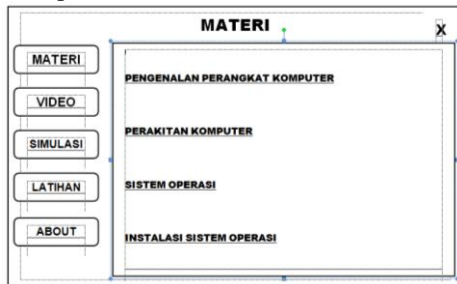 MATERI
X
MATERI
VIDEO
SIMULASI
LATIHAN
ABOUT
PENGENALAN PERANGKAT KOMPUTER
PERAKITAN KOMPUTER
SISTEM OPERASI
INSTALASI SISTEM OPERASI